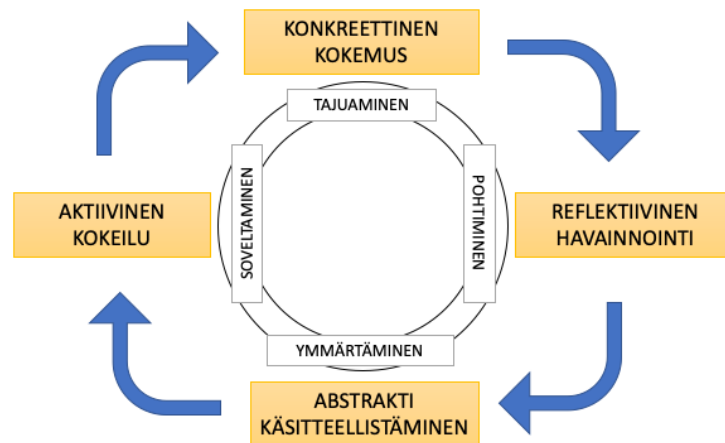 KONKREETTINEN
KOKEMUS
TAJUAMINEN
AKTIIVINEN
KOKEILU
SOVELTAMINEN
POHTIMINEN
REFLEKTIIVINEN
HAVAINNOINTI
YMMÄRTÄMINEN
ABSTRAKTI
KÄSITTEELLISTÄMINEN